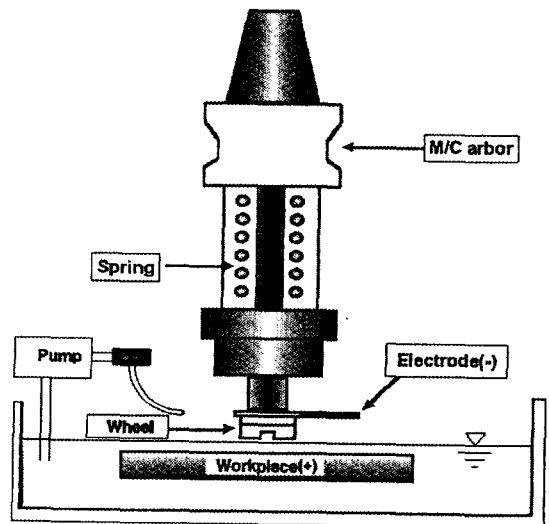 M/C arbor
Spring
Pump
Electrode(-)
Wheel
Workpiece(+)